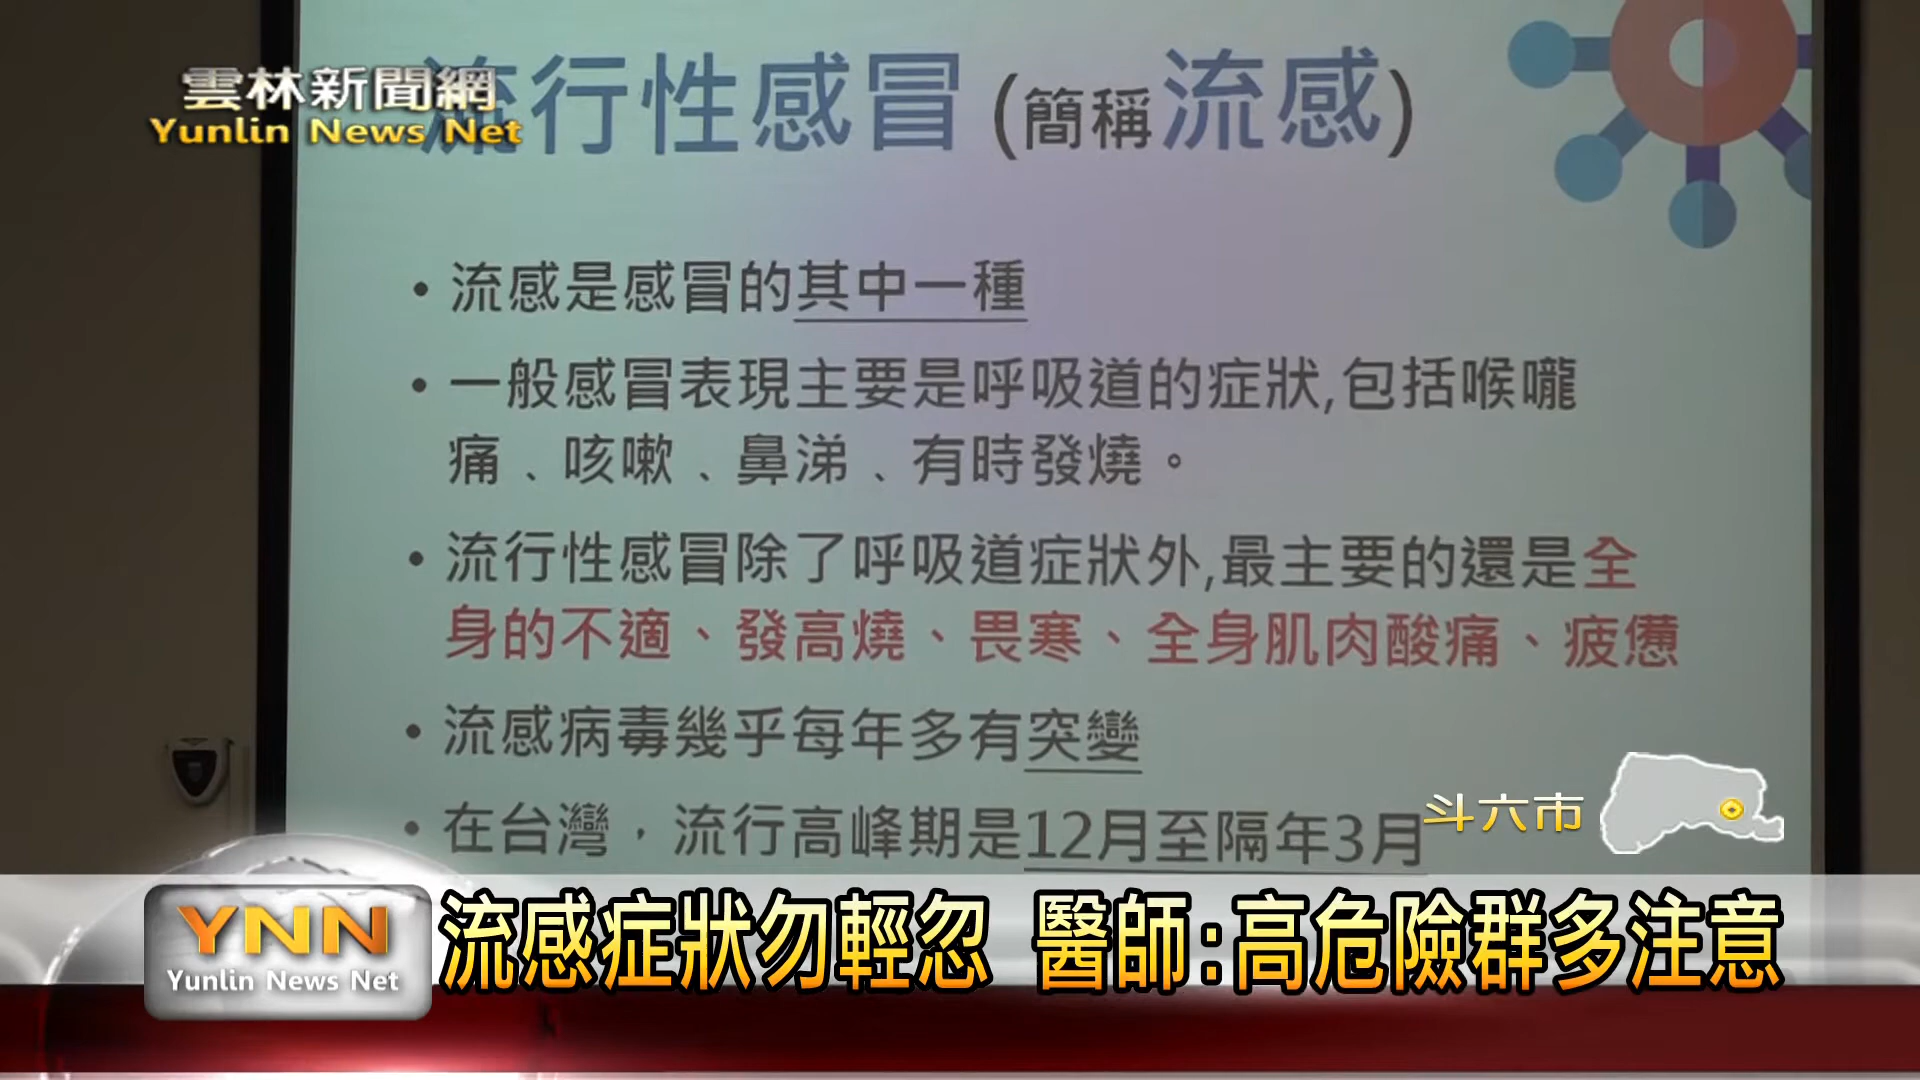 雲林新聞網
Yunlin News Net
流行性感冒(簡稱流感)
•流感是感冒的其中一種
•一般感冒表現主要是呼吸道的症狀,包括喉嚨
痛、咳嗽、鼻涕、有時發燒。
•流行性感冒除了呼吸道症狀外,最主要的還是全
身的不適、發高燒、畏寒、全身肌肉酸痛、疲憊
•流感病毒幾乎每年多有突變
•在台灣,流行高峰期是12月至隔年3月
斗六市
YNN
Yunlin News Net
流感症狀勿輕忽 醫師:高危險群多注意